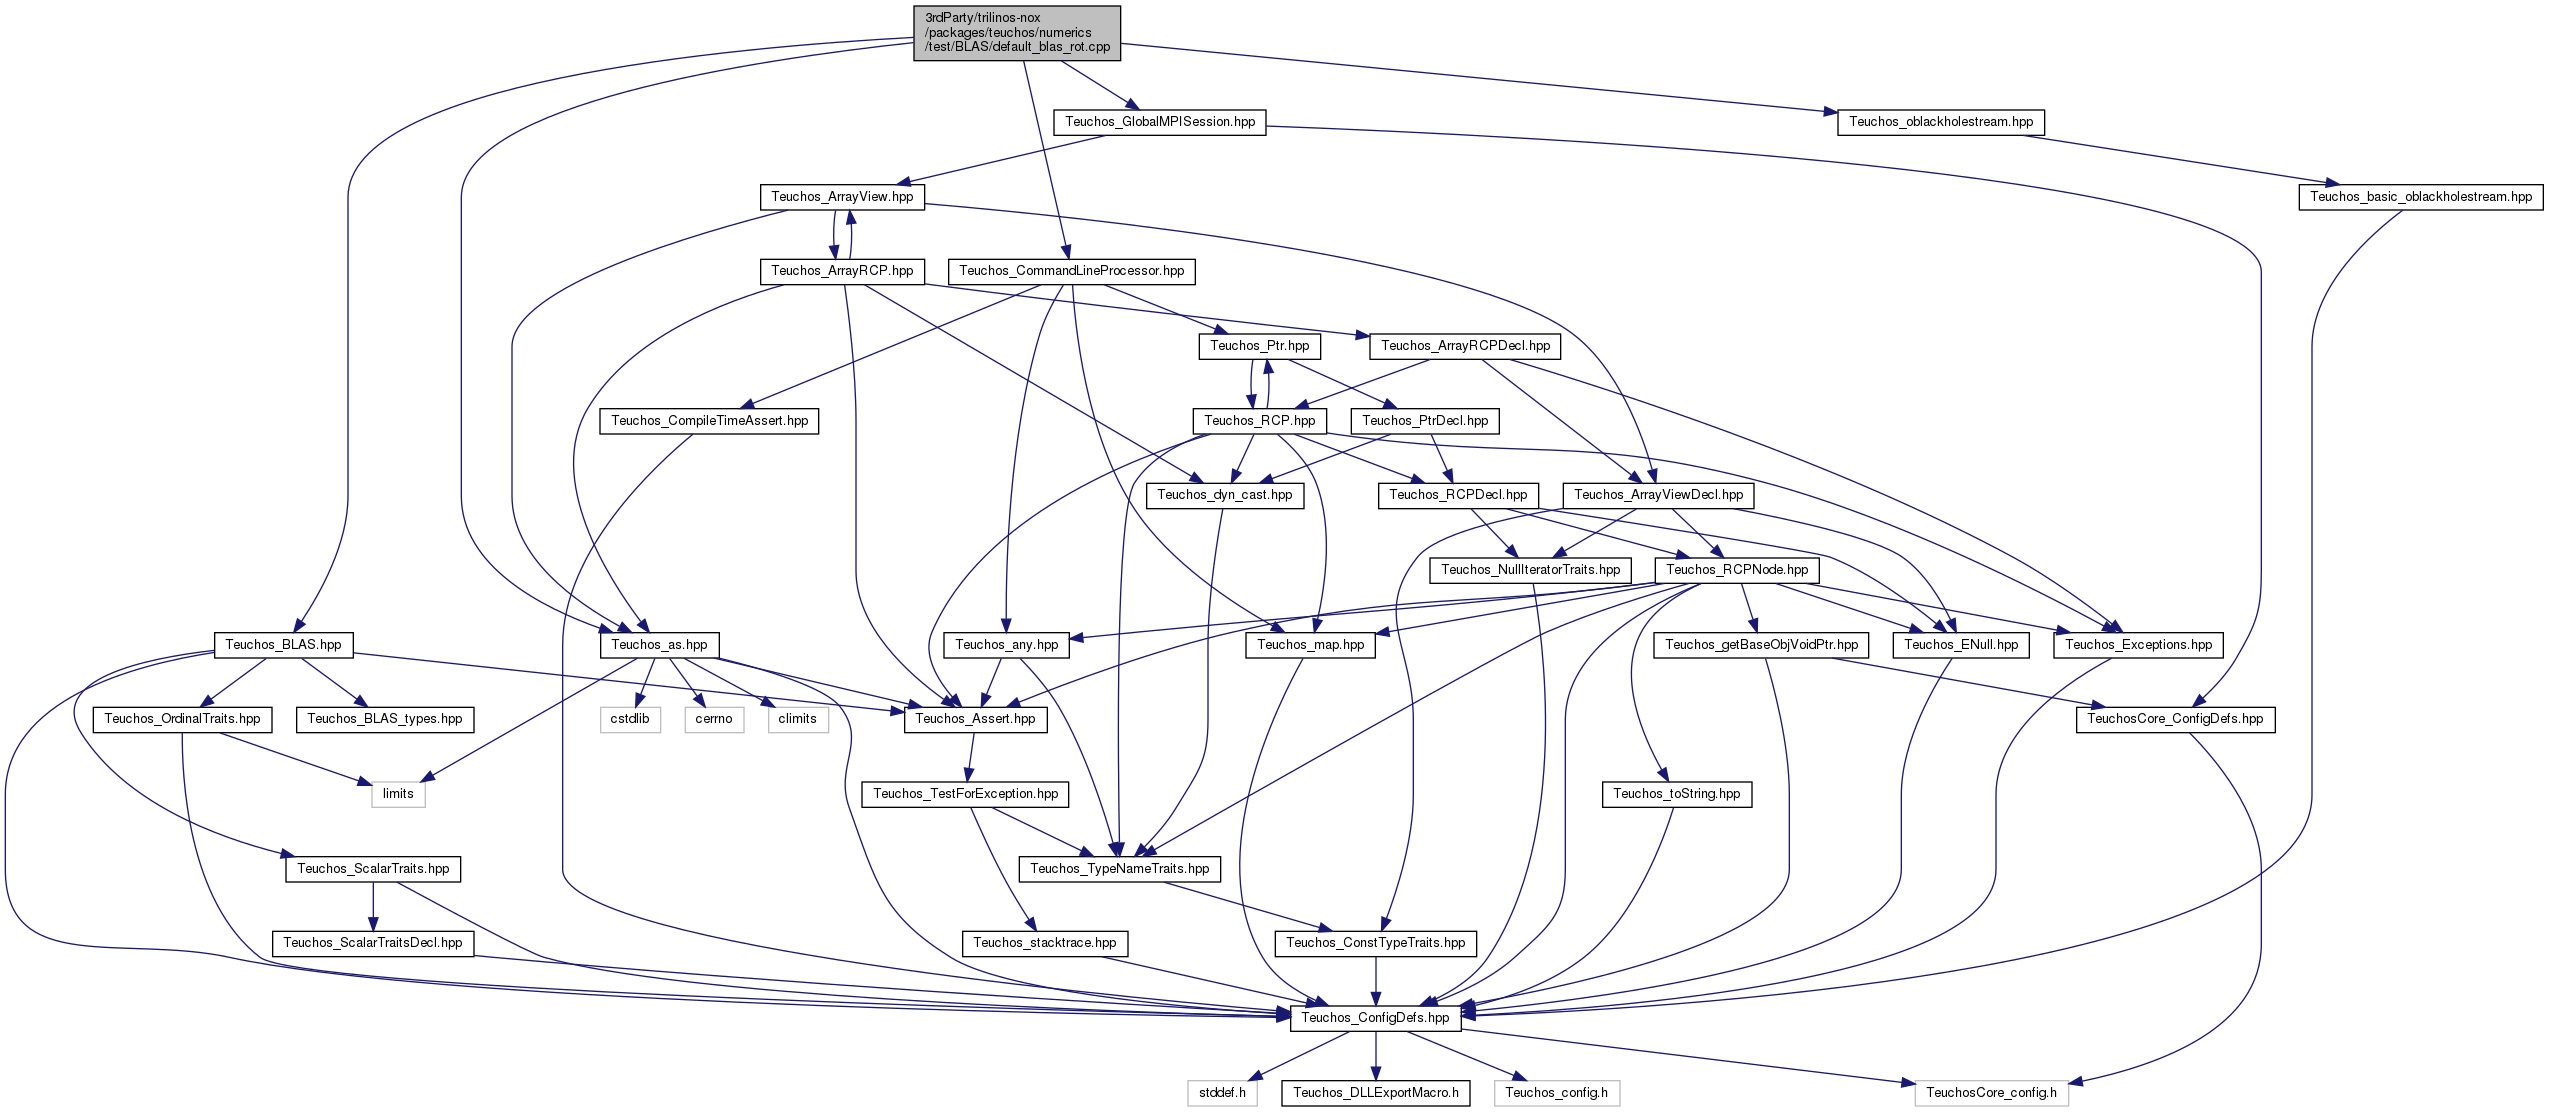 3rdParty/trilinos-nox
/packages/teuchos/numerics
/test/BLAS/default_blas_rot.cpp
Teuchos_GlobalMPISession.hpp
Teuchos_oblackholestream.hpp
Teuchos_ArrayView.hpp
Teuchos_basic_oblackholestream.hpp
Teuchos_ArrayRCP.hpp
Teuchos_CommandLineProcessor.hpp
Teuchos_Ptr.hpp
Teuchos_ArrayRCPDecl.hpp
Teuchos_CompileTimeAssert.hpp
Teuchos_RCP.hpp
Teuchos_PtrDecl.hpp
Teuchos_dyn_cast.hpp
Teuchos_RCPDecl.hpp
Teuchos_ArrayViewDecl.hpp
Teuchos_NullIteratorTraits.hpp
Teuchos_RCPNode.hpp
Teuchos_BLAS.hpp
Teuchos_as.hpp
Teuchos_any.hpp
Teuchos_map.hpp
Teuchos_getBaseObjVoidPtr.hpp
Teuchos_ENull.hpp
Teuchos_Exceptions.hpp
Teuchos_OrdinalTraits.hpp
Teuchos_BLAS_types.hpp
cstdlib
cerrno
climits
Teuchos_Assert.hpp
TeuchosCore_ConfigDefs.hpp
limits
Teuchos_TestForException.hpp
Teuchos_toString.hpp
Teuchos_ScalarTraits.hpp
Teuchos_TypeNameTraits.hpp
Teuchos_ScalarTraitsDecl.hpp
Teuchos_stacktrace.hpp
Teuchos_ConstTypeTraits.hpp
Teuchos_ConfigDefs.hpp
stddef.h
Teuchos_DLLExportMacro.h
Teuchos_config.h
TeuchosCore_config.h